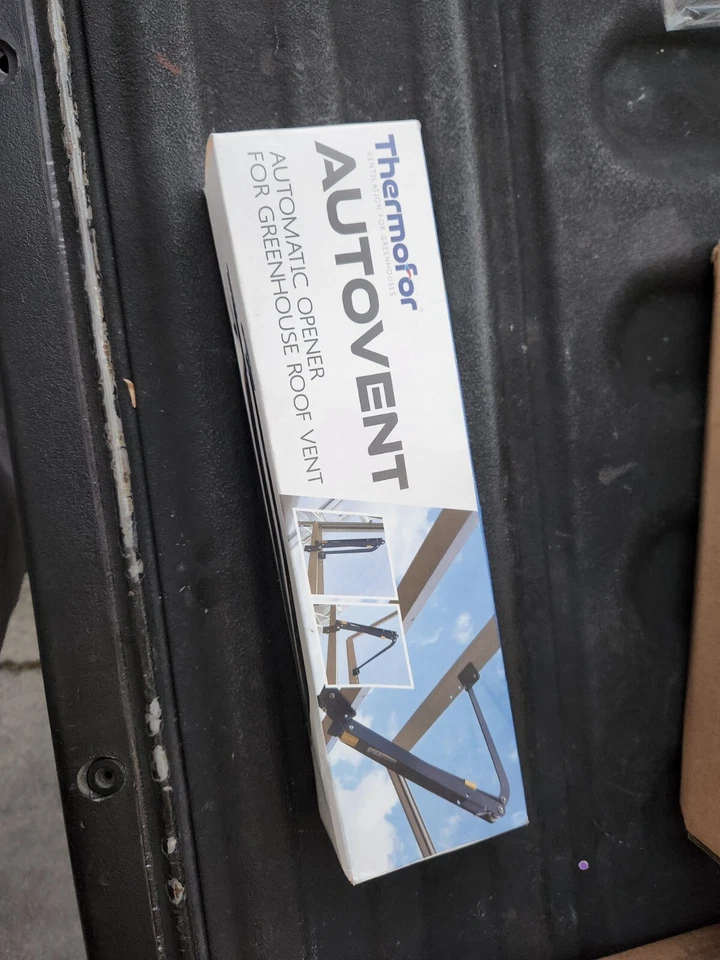 Thermofor
VENTILATION FOR GREENHOUSES
AUTOVENT
AUTOMATIC OPENER
FOR GREENHOUSE ROOF VENT